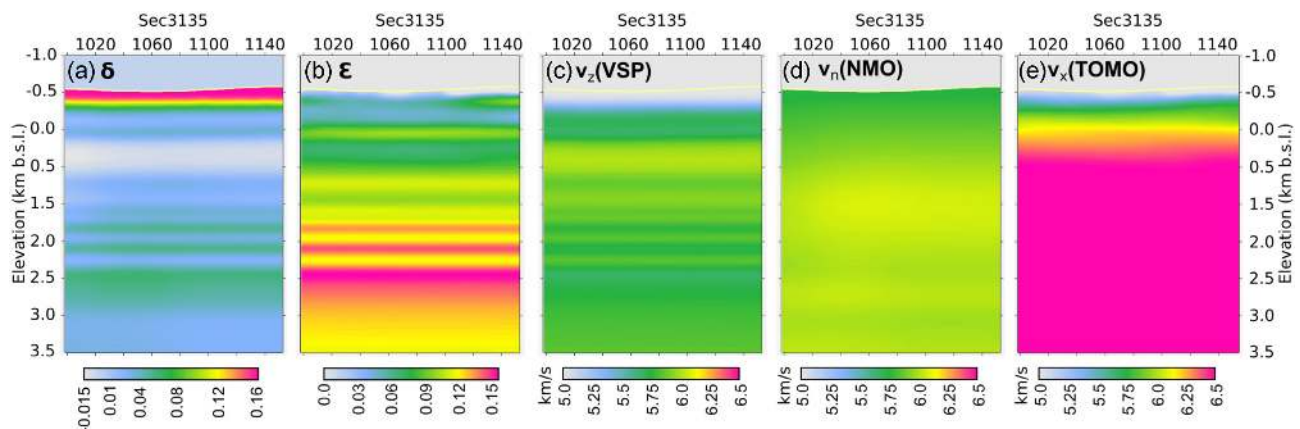 Sec3135 Sec3135 Sec3135 Sec3135 Sec3135
1020 1060 1100 1140 1020 1060 1100 1140 1020 1060 1100 1140 1020 1060 1100 1140 1020 1060 1100 1140
-1.0 -1.0
(a) δ (b) ε (c) vz(VSP) (d) vn(NMO) (e) vx(TOMO)
-0.5 -0.5
0.0 0.0
0.5 0.5
1.0 1.0
1.5 1.5
2.0 2.0
2.5 2.5
3.0 3.0
3.5 3.5
Elevation (km b.s.l.) Elevation (km b.s.l.)
-0.015 0.01 0.04 0.08 0.12 0.16
0.0 0.03 0.06 0.09 0.12 0.15
km/s 5.0 5.25 5.5 5.75 6.0 6.25 6.5
km/s 5.0 5.25 5.5 5.75 6.0 6.25 6.5
km/s 5.0 5.25 5.5 5.75 6.0 6.25 6.5